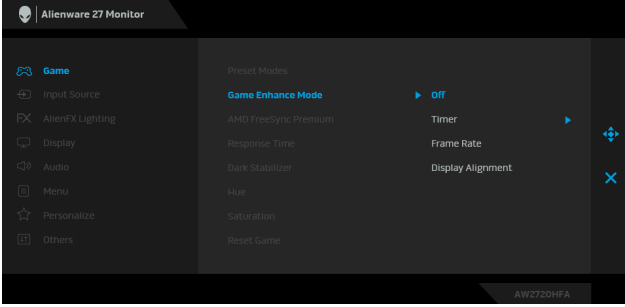 Alienware 27 Monitor
Game
Input Source
AlienFX Lighting
Display
Audio
Menu
Personalize
Others
Preset Modes
Game Enhance Mode
AMD FreeSync Premium
Response Time
Dark Stabilizer
Hue
Saturation
Reset Game
Off
Timer
Frame Rate
Display Alignment
AW2720HFA